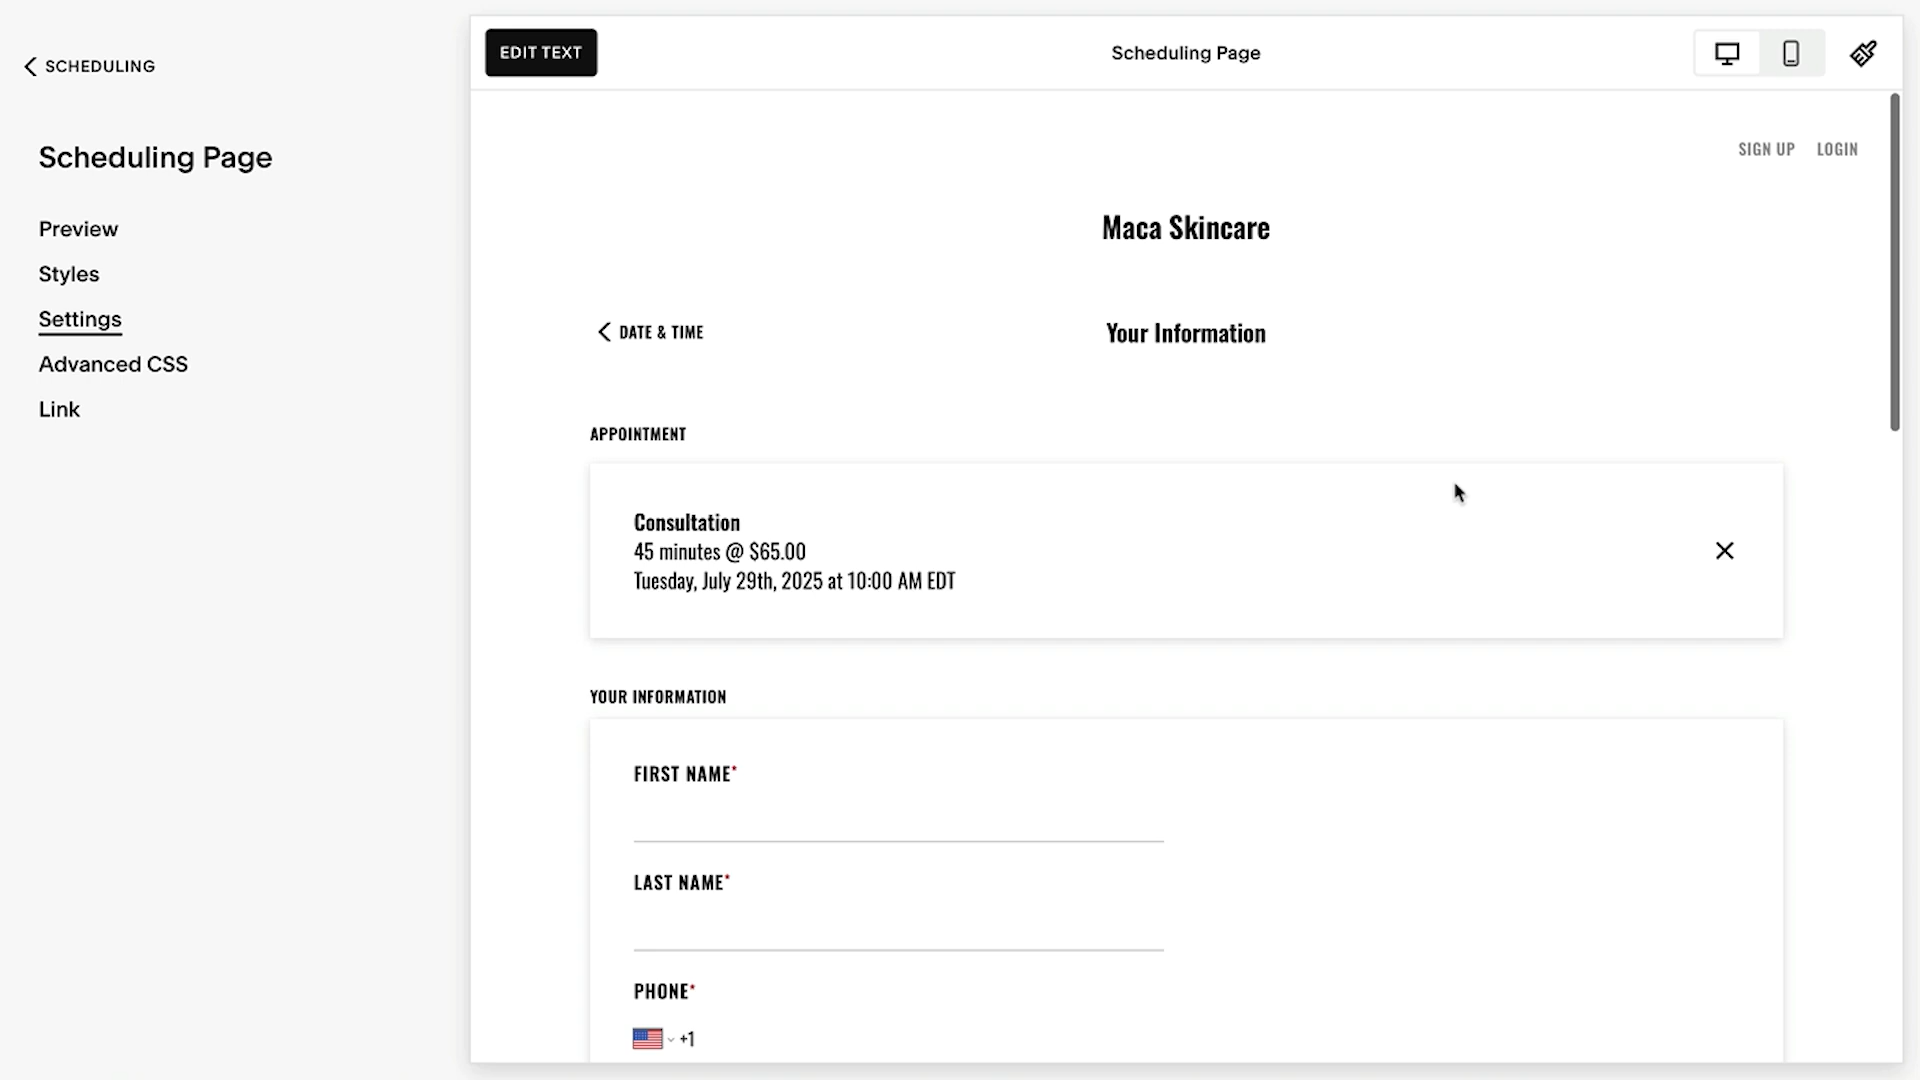 SCHEDULING
Scheduling Page
Preview
Styles
Settings
Advanced CSS
Link
EDIT TEXT
Scheduling Page
SIGN UP LOGIN
Maca Skincare
DATE & TIME
Your Information
APPOINTMENT
Consultation
45 minutes @ $65.00
Tuesday, July 29th, 2025 at 10:00 AM EDT
YOUR INFORMATION
FIRST NAME*
LAST NAME*
PHONE*
+1